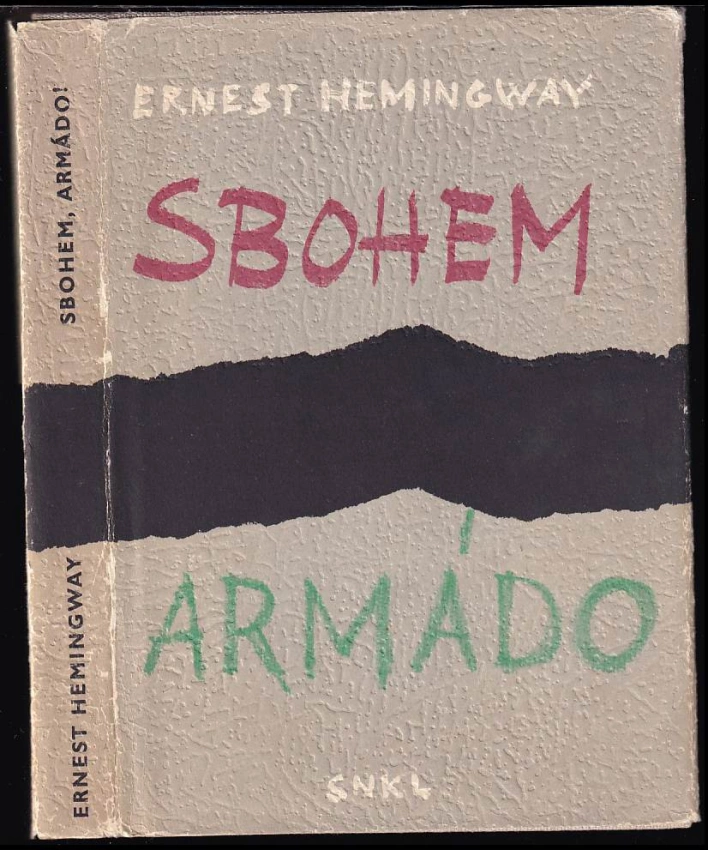 ERNEST HEMINGWAY
SBOHEM
ARMÁDO
SNKL
SBOHEM, ARMÁDO!
ERNEST HEMINGWAY